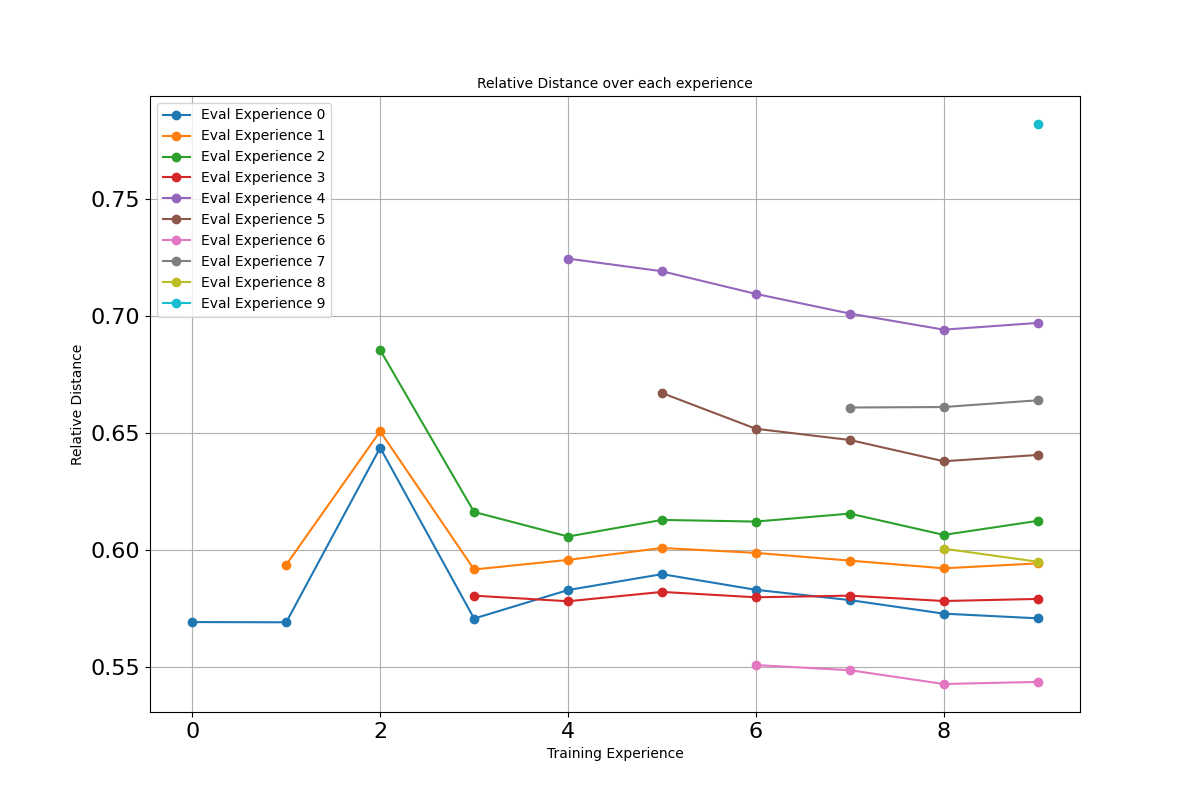 Relative Distance over each experience
Eval Experience 0
Eval Experience 1
Eval Experience 2
Eval Experience 3
Eval Experience 4
Eval Experience 5
Eval Experience 6
Eval Experience 7
Eval Experience 8
Eval Experience 9
0.75
0.70
0.65
0.60
0.55
Relative Distance
0 2 4 6 8
Training Experience